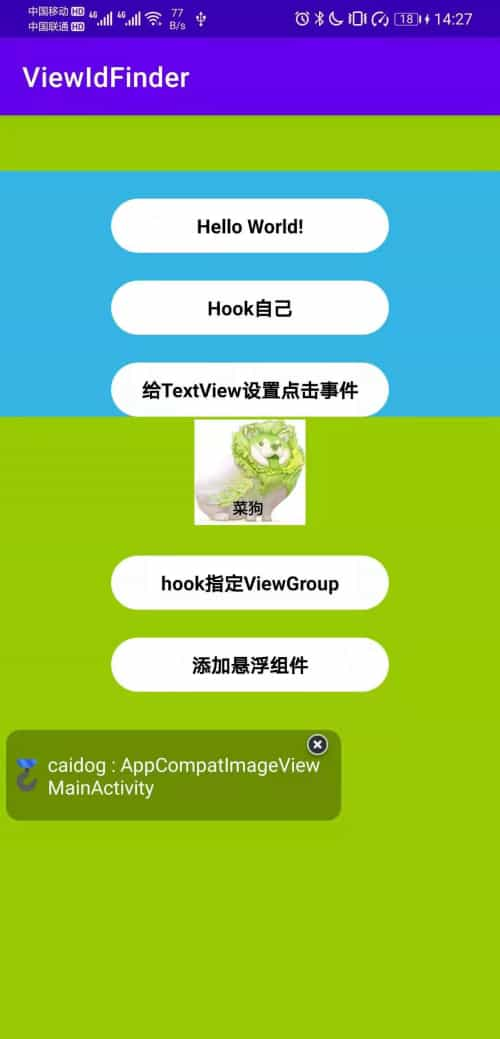 中国移动 HD 4G 4G 77 18 14:27
中国联通 HD B/s
ViewIdFinder
Hello World!
Hook自己
给TextView设置点击事件
菜狗
hook指定ViewGroup
添加悬浮组件
caidog : AppCompatImageView
MainActivity